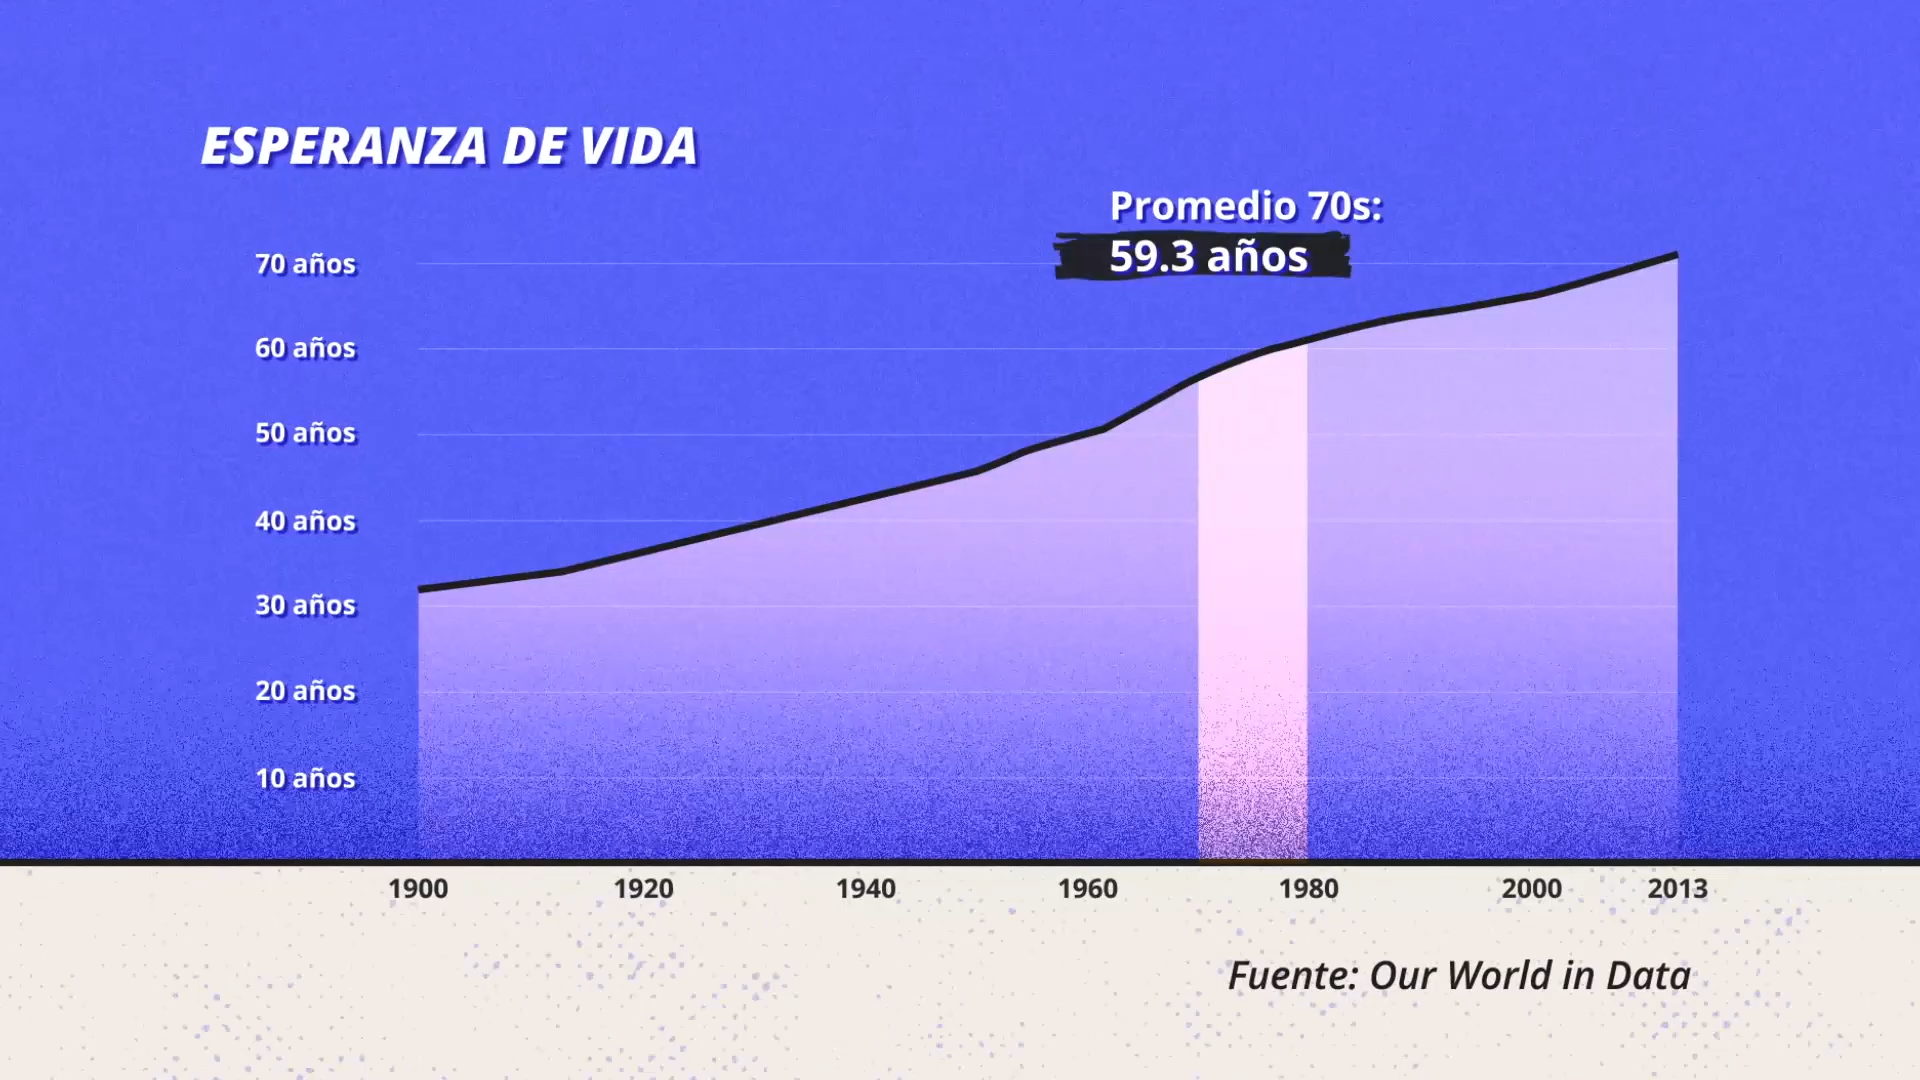 ESPERANZA DE VIDA
Promedio 70s:
59.3 años
70 años
60 años
50 años
40 años
30 años
20 años
10 años
1900 1920 1940 1960 1980 2000 2013
Fuente: Our World in Data